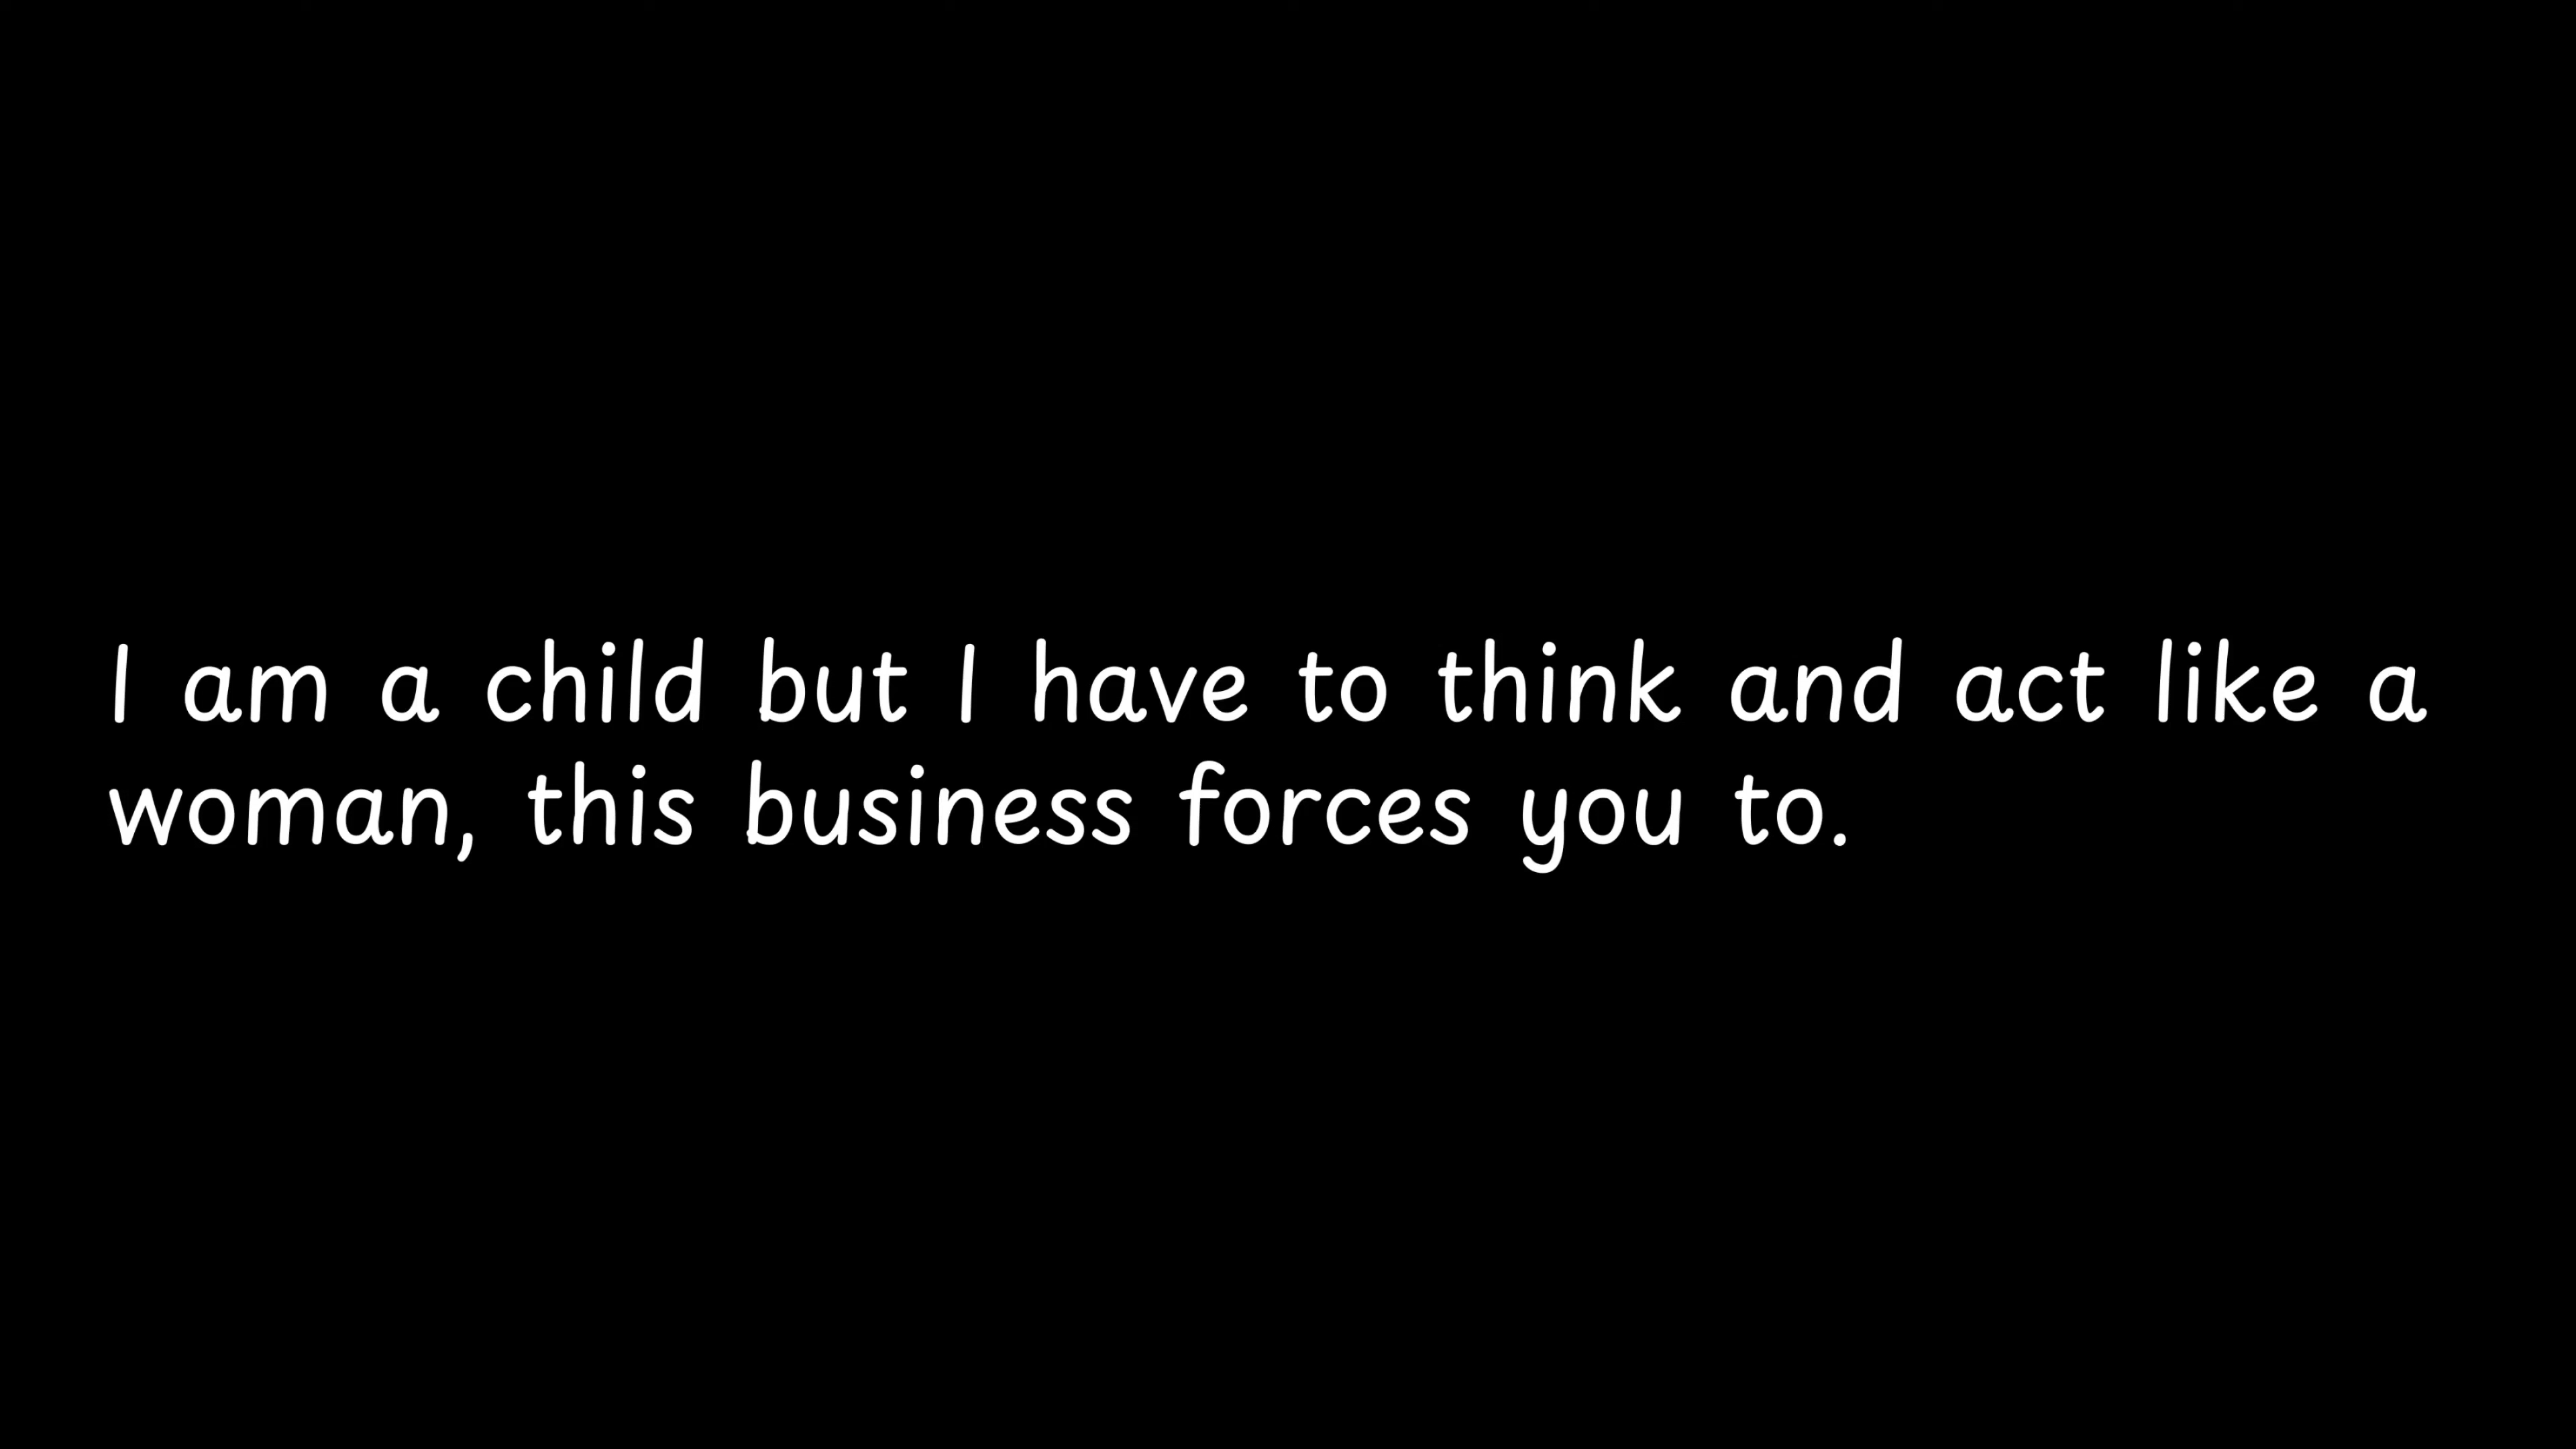 I am a child but I have to think and act like a
woman, this business forces you to.